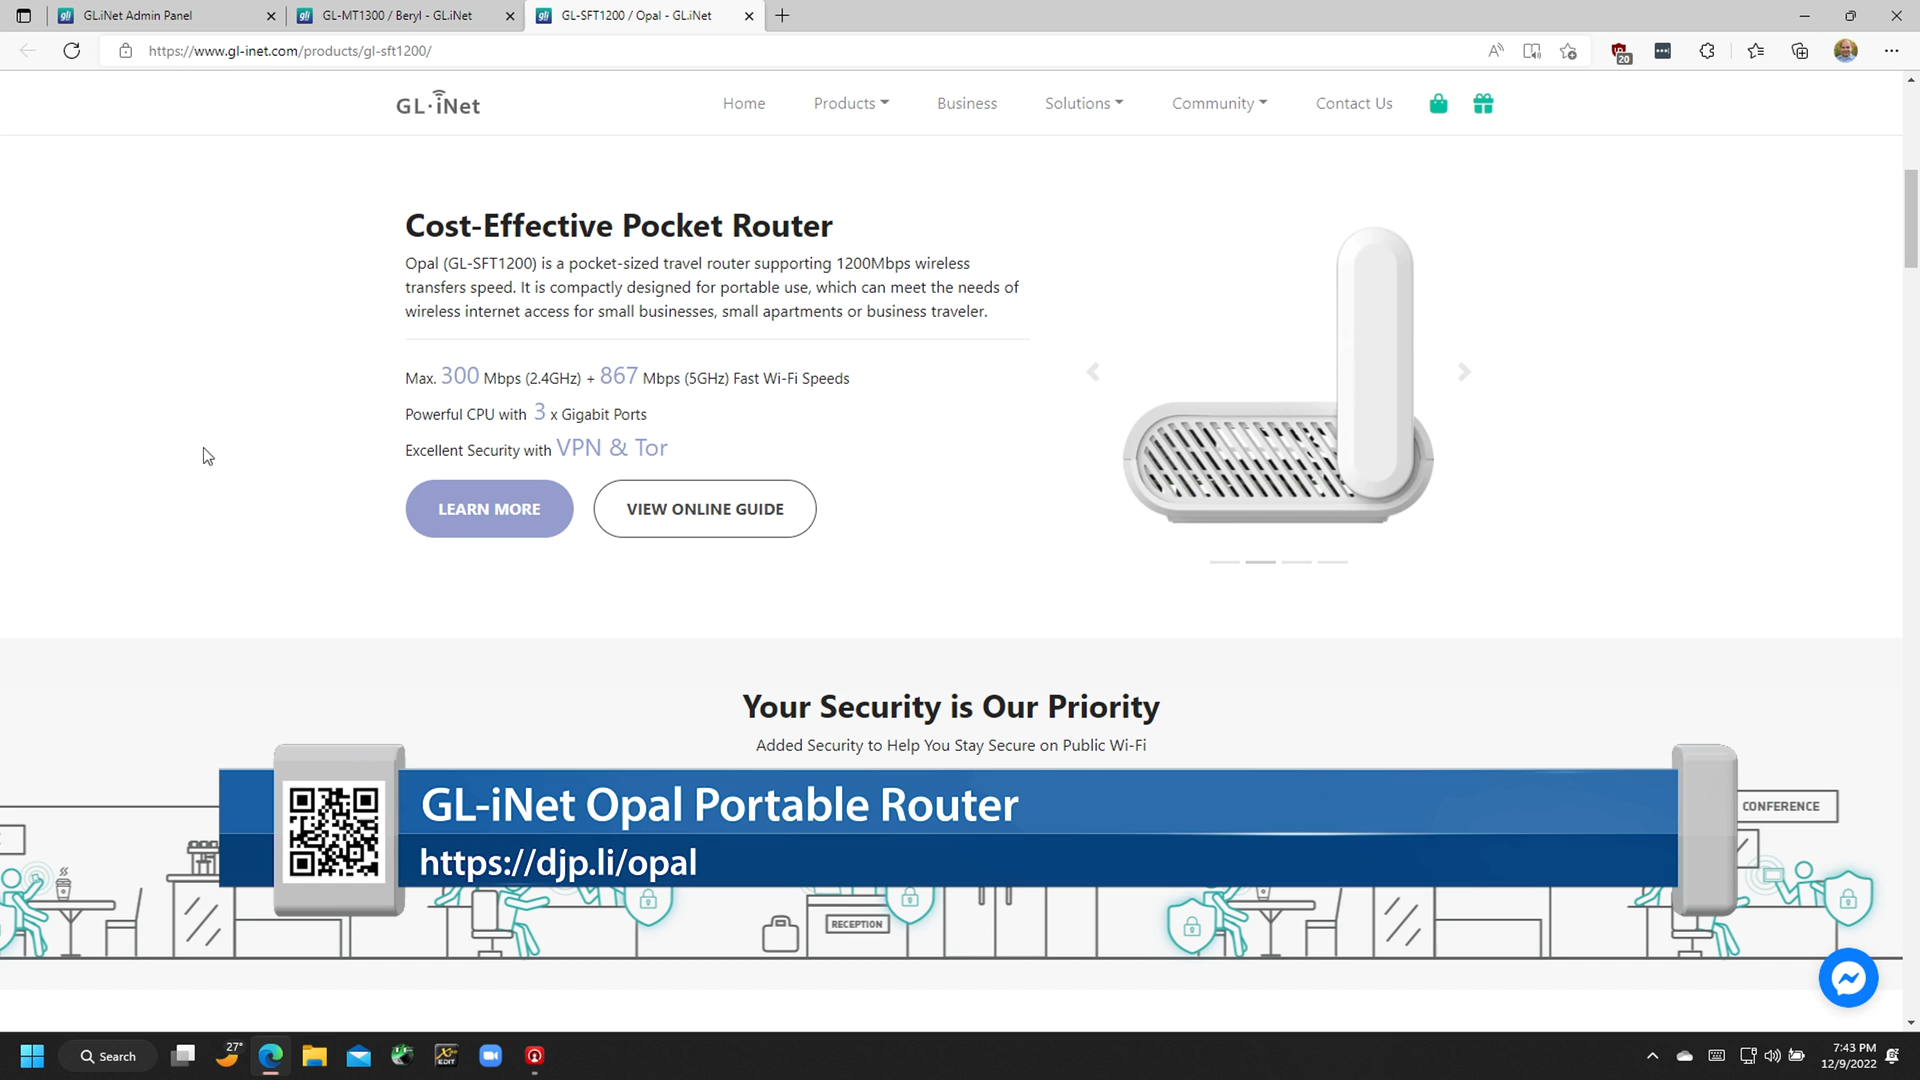 GL.iNet Admin Panel
GL-MT1300 / Beryl - GL.iNet
GL-SFT1200 / Opal - GL.iNet
https://www.gl-inet.com/products/gl-sft1200/
20
GL·iNet
Home
Products
Business
Solutions
Community
Contact Us
Cost-Effective Pocket Router
Opal (GL-SFT1200) is a pocket-sized travel router supporting 1200Mbps wireless
transfers speed. It is compactly designed for portable use, which can meet the needs of
wireless internet access for small businesses, small apartments or business traveler.
Max. 300 Mbps (2.4GHz) + 867 Mbps (5GHz) Fast Wi-Fi Speeds
Powerful CPU with 3 x Gigabit Ports
Excellent Security with VPN & Tor
LEARN MORE
VIEW ONLINE GUIDE
Your Security is Our Priority
Added Security to Help You Stay Secure on Public Wi-Fi
GL-iNet Opal Portable Router
https://djp.li/opal
CONFERENCE
RECEPTION
27°
Search
EDIT
7:43 PM
12/9/2022